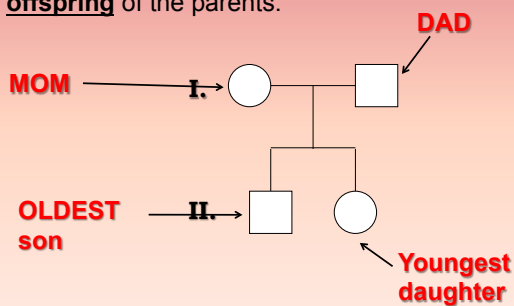 offspring of the parents.
DAD
MOM
I.
OLDEST
son
II.
Youngest
daughter